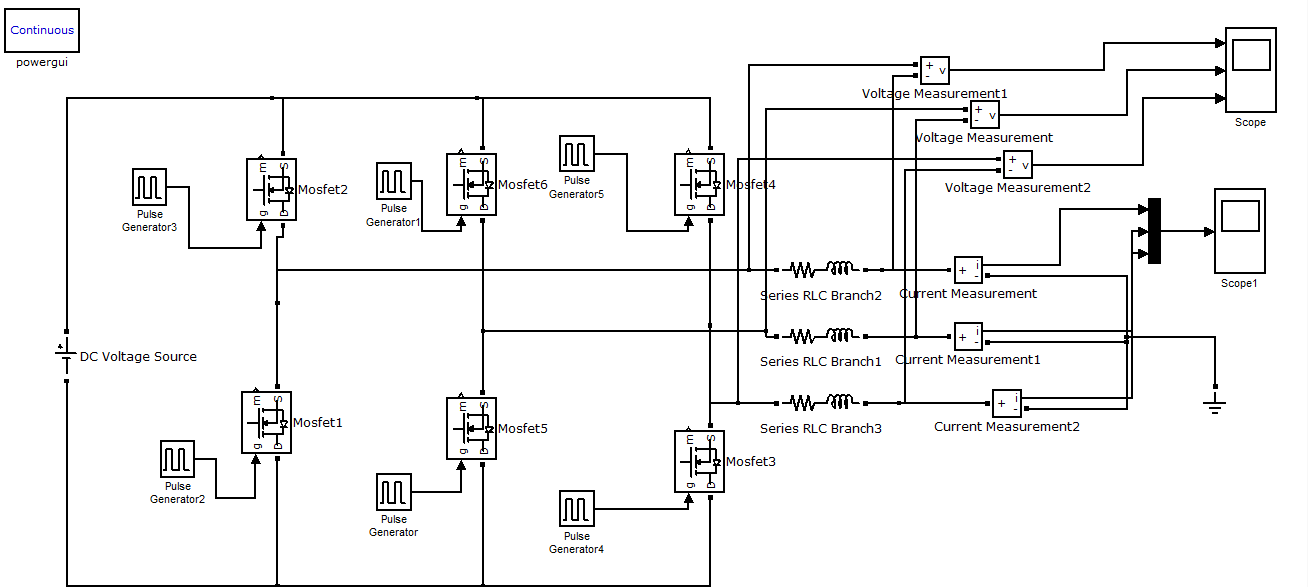 Continuous
powergui
Voltage Measurement1
Voltage Measurement
Voltage Measurement2
Scope
Scope1
Pulse
Generator3
Mosfet2
m
S
g
D
Pulse
Generator1
Mosfet6
m
S
g
D
Pulse
Generator5
Mosfet4
m
S
g
D
+
-
v
+
-
v
+
-
v
Series RLC Branch2
Current Measurement
+
i
-
DC Voltage Source
+
Series RLC Branch1
Current Measurement1
+
i
-
Series RLC Branch3
Current Measurement2
+
i
-
Pulse
Generator2
Mosfet1
m
S
g
D
Pulse
Generator
Mosfet5
m
S
g
D
Pulse
Generator4
Mosfet3
m
S
g
D